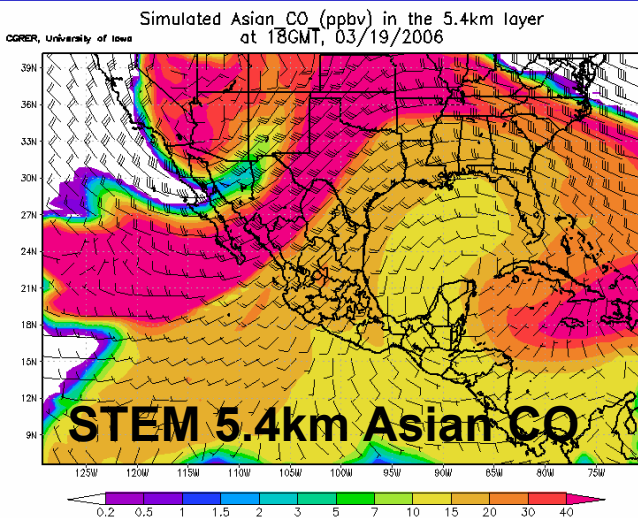 Simulated Asian CO (ppbv) in the 5.4km layer
CGRER, University of Iowa
at 18GMT, 03/19/2006
39N
36N
33N
30N
27N
24N
21N
18N
15N
12N
9N
STEM 5.4km Asian CO
125W 120W 115W 110W 105W 100W 95W 90W 85W 80W 75W
0.2 0.5 1 1.5 2 3 5 7 10 15 20 30 40